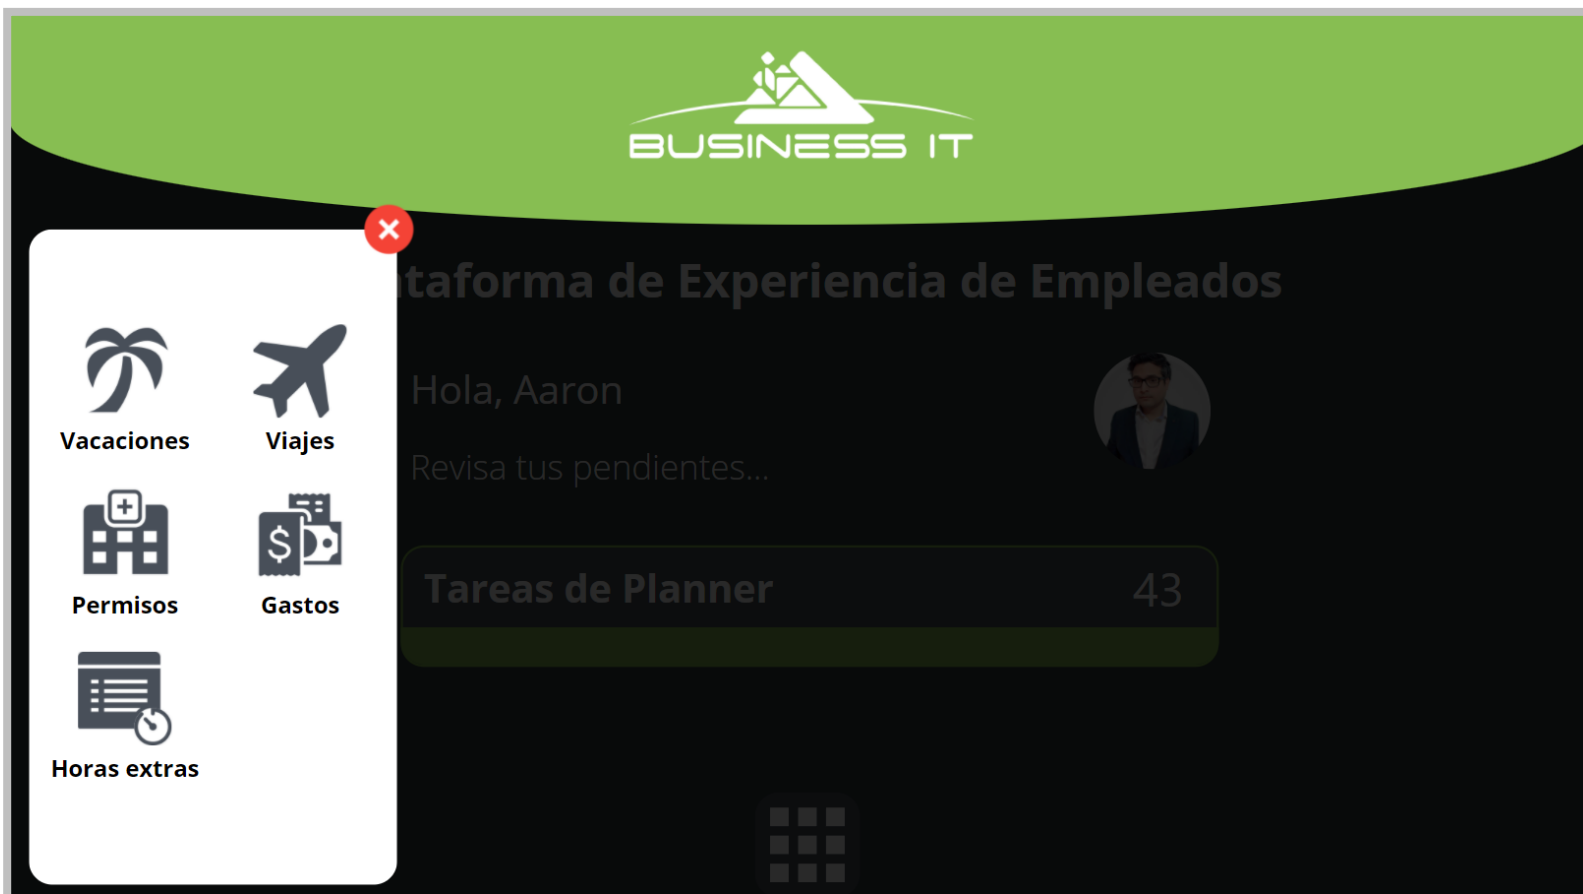 BUSINESS IT
taforma de Experiencia de Empleados
Hola, Aaron
Revisa tus pendientes...
Tareas de Planner 43
Vacaciones Viajes
Permisos Gastos
Horas extras